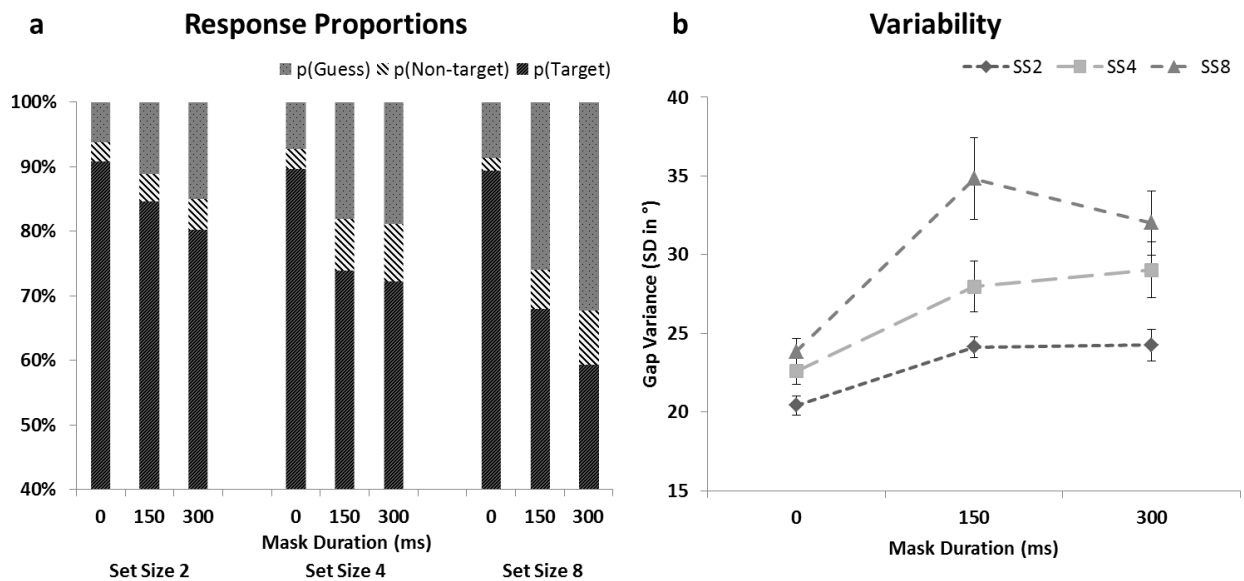 a Response Proportions
p(Guess) p(Non-target) p(Target)
100%
90%
80%
70%
60%
50%
40%
0 150 300 0 150 300 0 150 300
Mask Duration (ms)
Set Size 2 Set Size 4 Set Size 8
b Variability
SS2 SS4 SS8
Gap Variance (SD in °)
40
35
30
25
20
15
0 150 300
Mask Duration (ms)